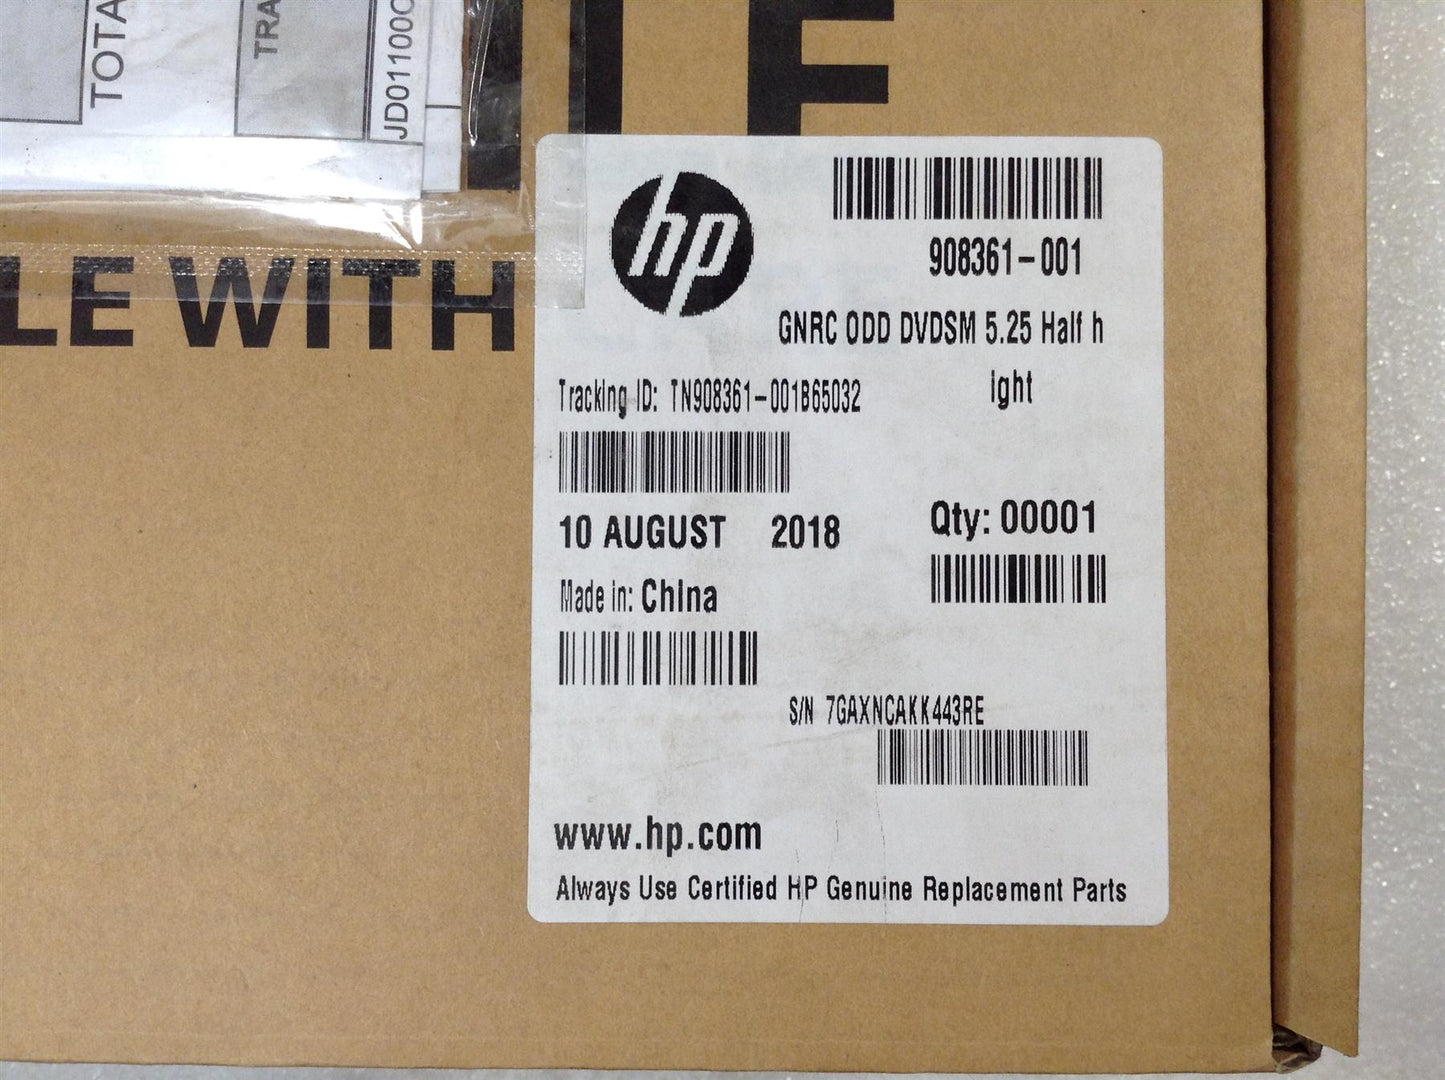 TOTA
TRA
JD01100
LE WITH
hp
908361-001
GNRC ODD DVDSM 5.25 Half h
ight
Tracking ID: TN908361-001B65032
10 AUGUST 2018
Qty: 00001
Made in: China
S/N 7GAXNCAKK443RE
www.hp.com
Always Use Certified HP Genuine Replacement Parts